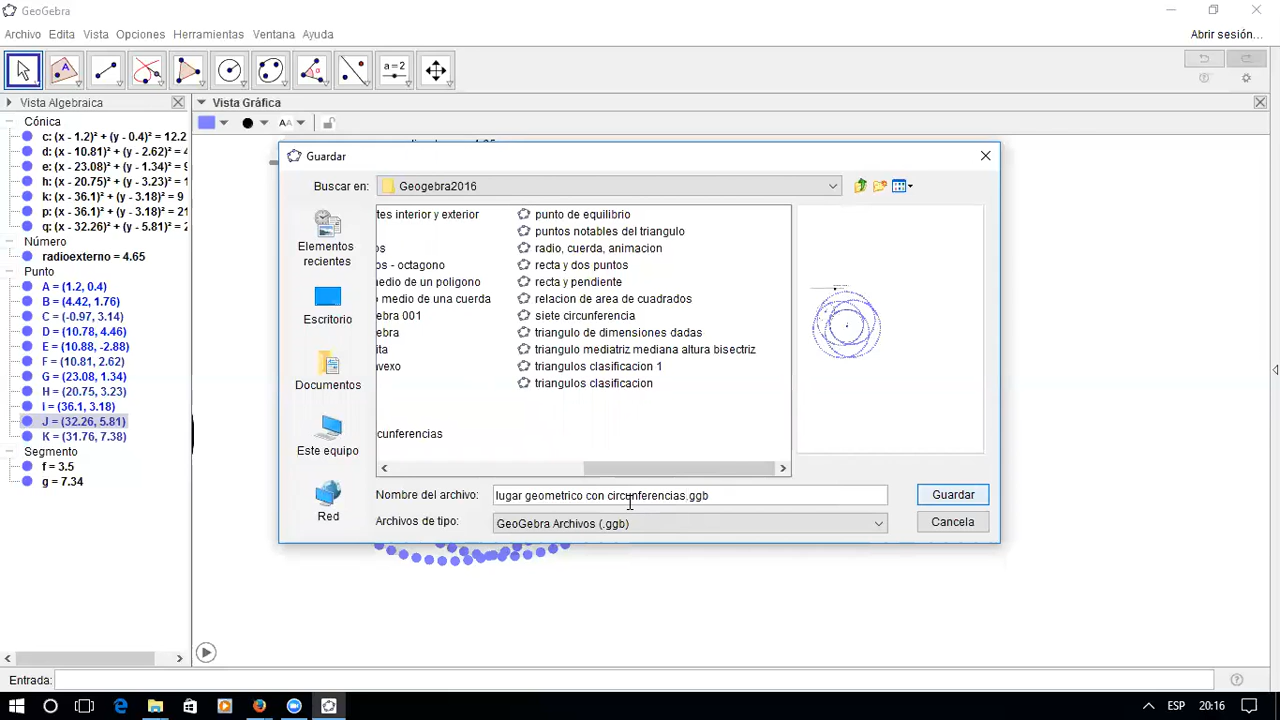 GeoGebra
Archivo Edita Vista Opciones Herramientas Ventana Ayuda
Abrir sesión...
a=2
Vista Algebraica
Vista Gráfica
AA
Cónica
c: (x - 1.2)² + (y - 0.4)² = 12.2
d: (x - 10.81)² + (y - 2.62)² = 4
e: (x - 23.08)² + (y - 1.34)² = 9
h: (x - 20.75)² + (y - 3.23)² = 1
k: (x - 36.1)² + (y - 3.18)² = 9
p: (x - 36.1)² + (y - 3.18)² = 21
q: (x - 32.26)² + (y - 5.81)² = 2
Número
radioexterno = 4.65
Punto
A = (1.2, 0.4)
B = (4.42, 1.76)
C = (-0.97, 3.14)
D = (10.78, 4.46)
E = (10.88, -2.88)
F = (10.81, 2.62)
G = (23.08, 1.34)
H = (20.75, 3.23)
I = (36.1, 3.18)
J = (32.26, 5.81)
K = (31.76, 7.38)
Segmento
f = 3.5
g = 7.34
Guardar
Buscar en:
Geogebra2016
Elementos
recientes
Escritorio
Documentos
Este equipo
Red
tes interior y exterior
os
os - octagono
nedio de un poligono
o medio de una cuerda
ebra 001
ebra
ita
nvexo
cunferencias
punto de equilibrio
puntos notables del triangulo
radio, cuerda, animacion
recta y dos puntos
recta y pendiente
relacion de area de cuadrados
siete circunferencia
triangulo de dimensiones dadas
triangulo mediatriz mediana altura bisectriz
triangulos clasificacion 1
triangulos clasificacion
Nombre del archivo:
lugar geometrico con circunferencias.ggb
Guardar
Archivos de tipo:
GeoGebra Archivos (.ggb)
Cancela
Entrada:
ESP
20:16